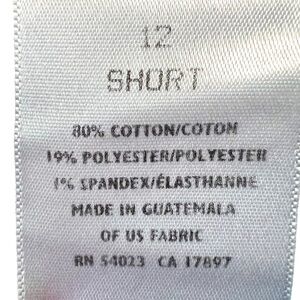 12
SHORT
80% COTTON/COTON
19% POLYESTER/POLYESTER
1% SPANDEX/ÉLASTHANNE
MADE IN GUATEMALA
OF US FABRIC
RN 54023 CA 17897